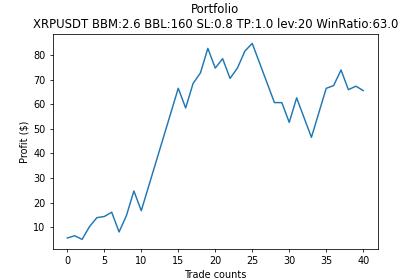 Portfolio
XRPUSDT BBM:2.6 BBL:160 SL:0.8 TP:1.0 lev:20 WinRatio:63.0
80
70
60
50
40
30
20
10
Profit ($)
0 5 10 15 20 25 30 35 40
Trade counts